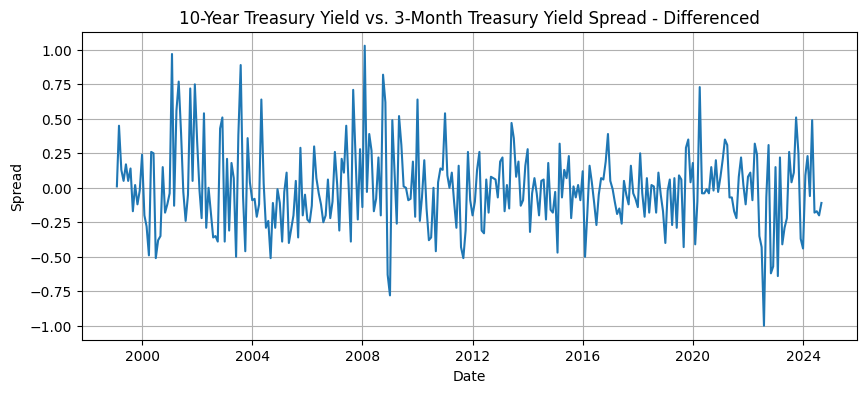 10-Year Treasury Yield vs. 3-Month Treasury Yield Spread - Differenced
1.00
0.75
0.50
0.25
0.00
−0.25
−0.50
−0.75
−1.00
Spread
2000 2004 2008 2012 2016 2020 2024
Date